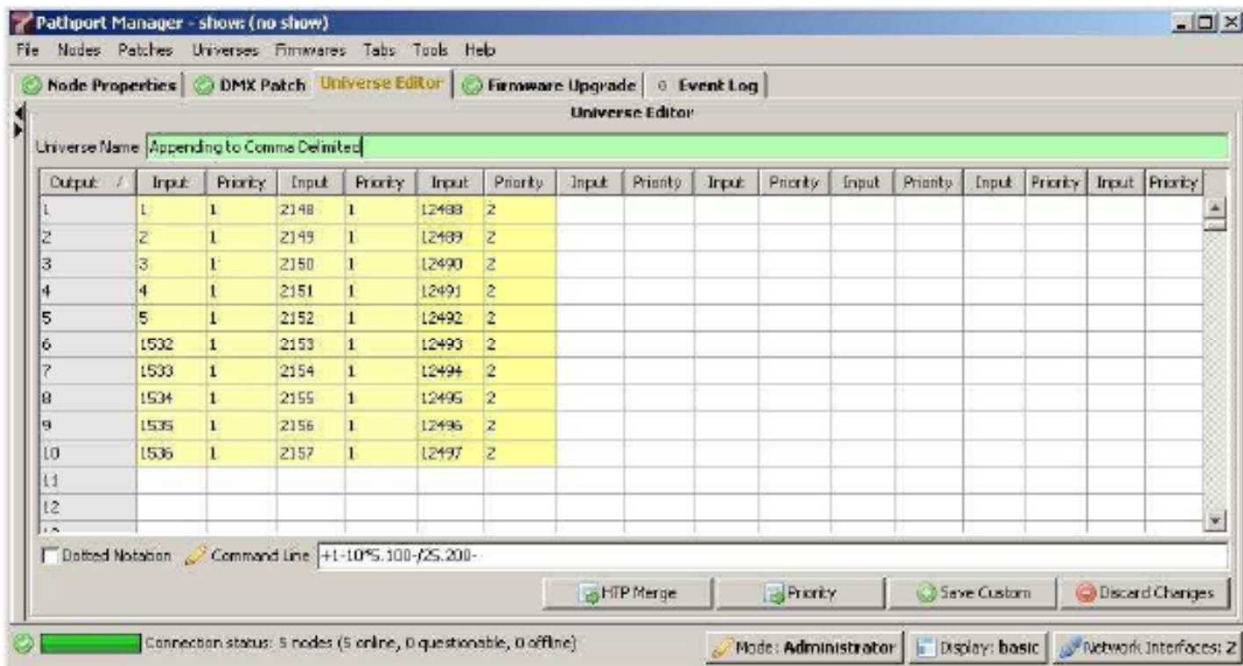 Pathport Manager - show: (no show)
File Nodes Patches Universes Firmwares Tabs Tools Help
Node Properties DMX Patch Universe Editor Firmware Upgrade Event Log
Universe Editor
Universe Name Appending to Comma Delimited
Output / Input Priority Input Priority Input Priority Input Priority Input Priority Input Priority Input Priority Input Priority
1 1 1 2148 1 12488 2
2 2 1 2149 1 12489 2
3 3 1 2150 1 12490 2
4 4 1 2151 1 12491 2
5 5 1 2152 1 12492 2
6 1532 1 2153 1 12493 2
7 1533 1 2154 1 12494 2
8 1534 1 2155 1 12495 2
9 1535 1 2156 1 12496 2
10 1536 1 2157 1 12497 2
11
12
Dotted Notation Command Line +1-10*5.100-/25.200-
HTP Merge Priority Save Custom Discard Changes
Connection status: 5 nodes (5 online, 0 questionable, 0 offline) Mode: Administrator Display: basic Network Interfaces: 2